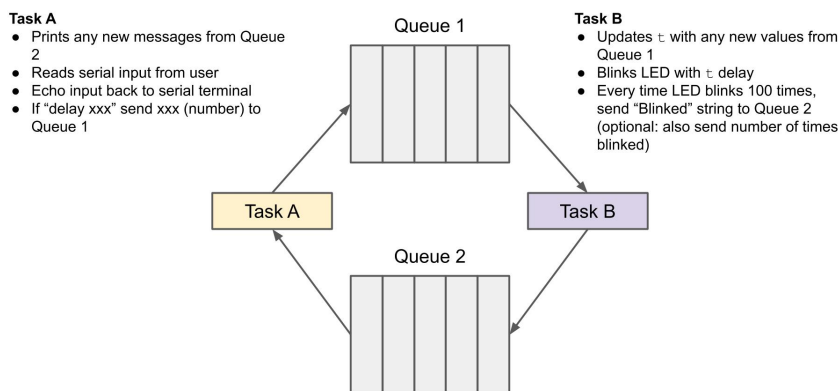 Task A
● Prints any new messages from Queue
2
● Reads serial input from user
● Echo input back to serial terminal
● If “delay xxx” send xxx (number) to
Queue 1
Queue 1
Task B
● Updates t with any new values from
Queue 1
● Blinks LED with t delay
● Every time LED blinks 100 times,
send “Blinked” string to Queue 2
(optional: also send number of times
blinked)
Task A
Task B
Queue 2